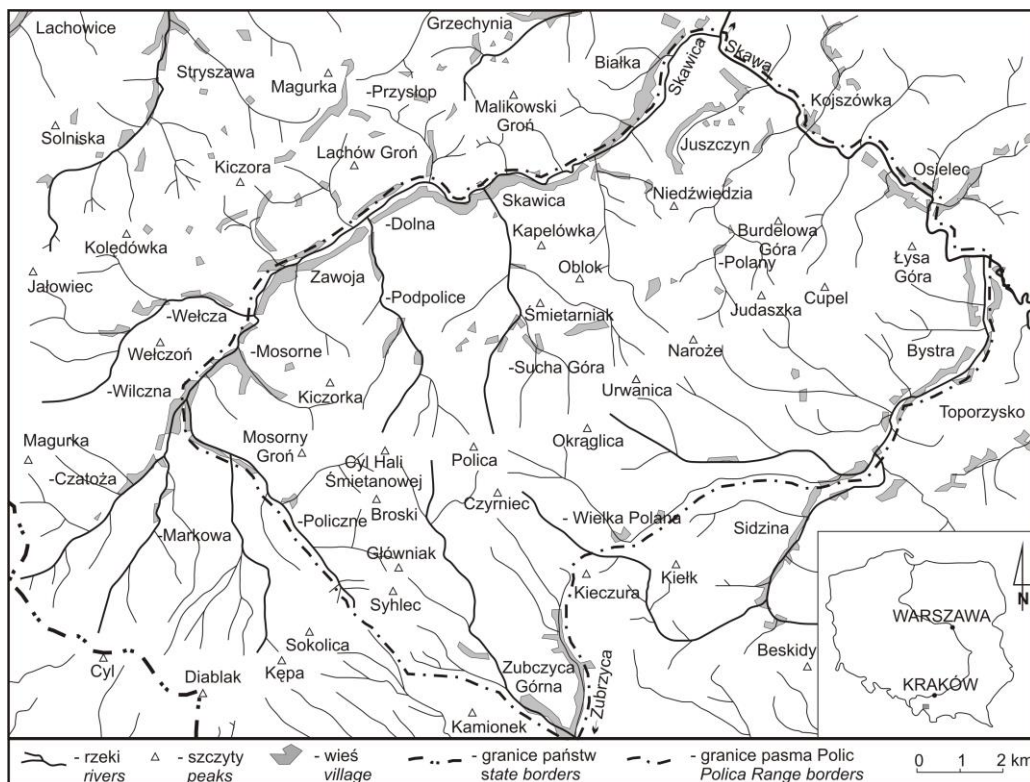 Lachowice
Grzechynia
Stryszawa
Magurka
-Przysłop
Białka
Skawica
Skawa
Malikowski
Groń
Kojszówka
Solniska
Juszczyn
Lachów Groń
Kiczora
Osielec
Niedźwiedzia
Skawica
-Dolna
Kapelówka
Burdelowa
Góra
Kolędówka
Łysa
Góra
Zawoja
Oblok
-Polany
Jałowiec
-Podpolice
Judaszka
Cupel
-Wełcza
Śmietarniak
Wełczoń
-Mosorne
Naroże
Bystra
-Sucha Góra
-Wilczna
Kiczorka
Urwanica
Toporzysko
Magurka
Mosorny
Groń
Okrąglica
Cyl Hali
Śmietanowej
Polica
-Czatoża
Czyrniec
Broski
-Policzne
- Wielka Polana
Sidzina
-Markowa
Główniak
Kiełk
Kieczura
Syhlec
Sokolica
Beskidy
Cyl
Kępa
Zubczyca
Górna
Diablak
Zubrzyca
Kamionek
N
WARSZAWA
KRAKÓW
- rzeki
rivers
- szczyty
peaks
- wieś
village
- granice państw
state borders
- granice pasma Polic
Polica Range borders
0 1 2 km